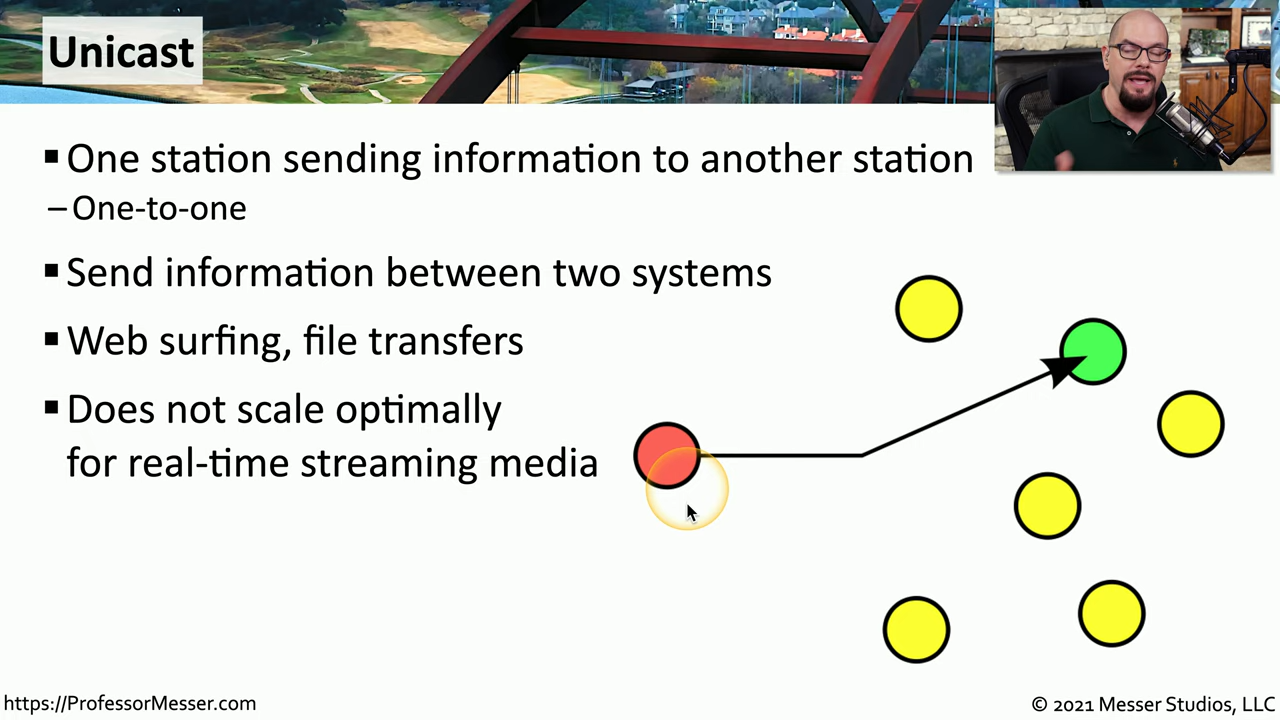 Unicast
▪ One station sending information to another station
– One-to-one
▪ Send information between two systems
▪ Web surfing, file transfers
▪ Does not scale optimally
for real-time streaming media
https://ProfessorMesser.com
© 2021 Messer Studios, LLC